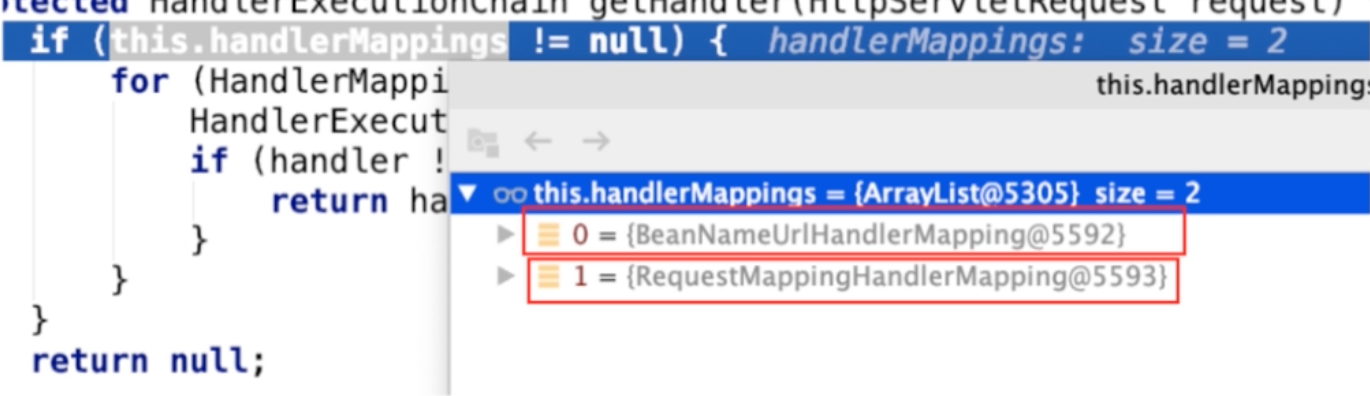 otected HandlerExecutionChain getHandler(HttpServletRequest request)
if (this.handlerMappings != null) { handlerMappings: size = 2
for (HandlerMappi
this.handlerMappings
HandlerExecut
if (handler !
this.handlerMappings = {ArrayList@5305} size = 2
return ha
0 = {BeanNameUrlHandlerMapping@5592}
}
1 = {RequestMappingHandlerMapping@5593}
}
}
return null;